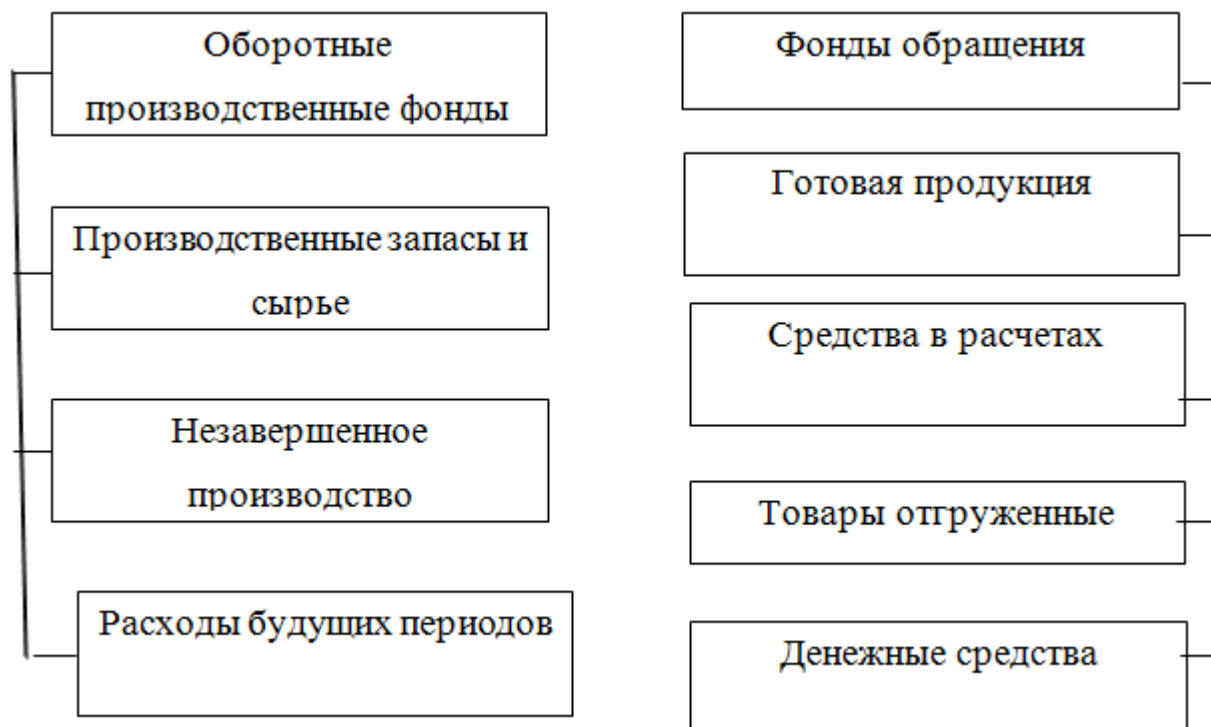 Оборотные
производственные фонды
Производственные запасы и
сырье
Незавершенное
производство
Расходы будущих периодов
Фонды обращения
Готовая продукция
Средства в расчетах
Товары отгруженные
Денежные средства